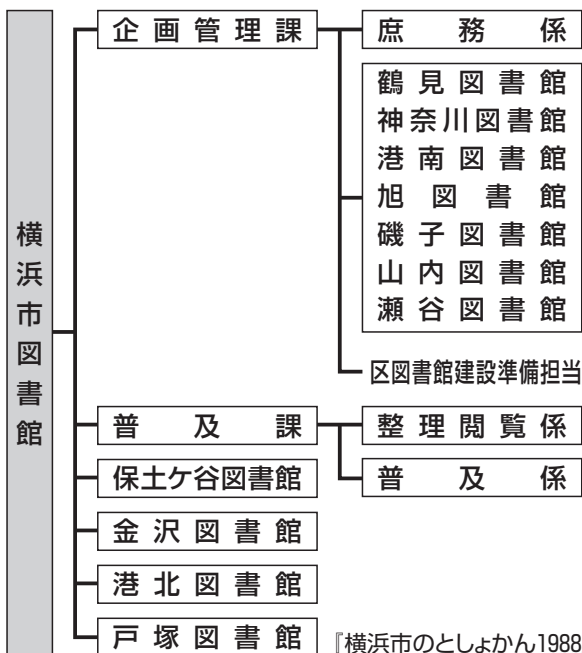 横浜市図書館
企画管理課
庶務係
鶴見図書館
神奈川図書館
港南図書館
旭図書館
磯子図書館
山内図書館
瀬谷図書館
区図書館建設準備担当
普及課
整理閲覧係
普及係
保土ケ谷図書館
金沢図書館
港北図書館
戸塚図書館
『横浜市のとしょかん1988